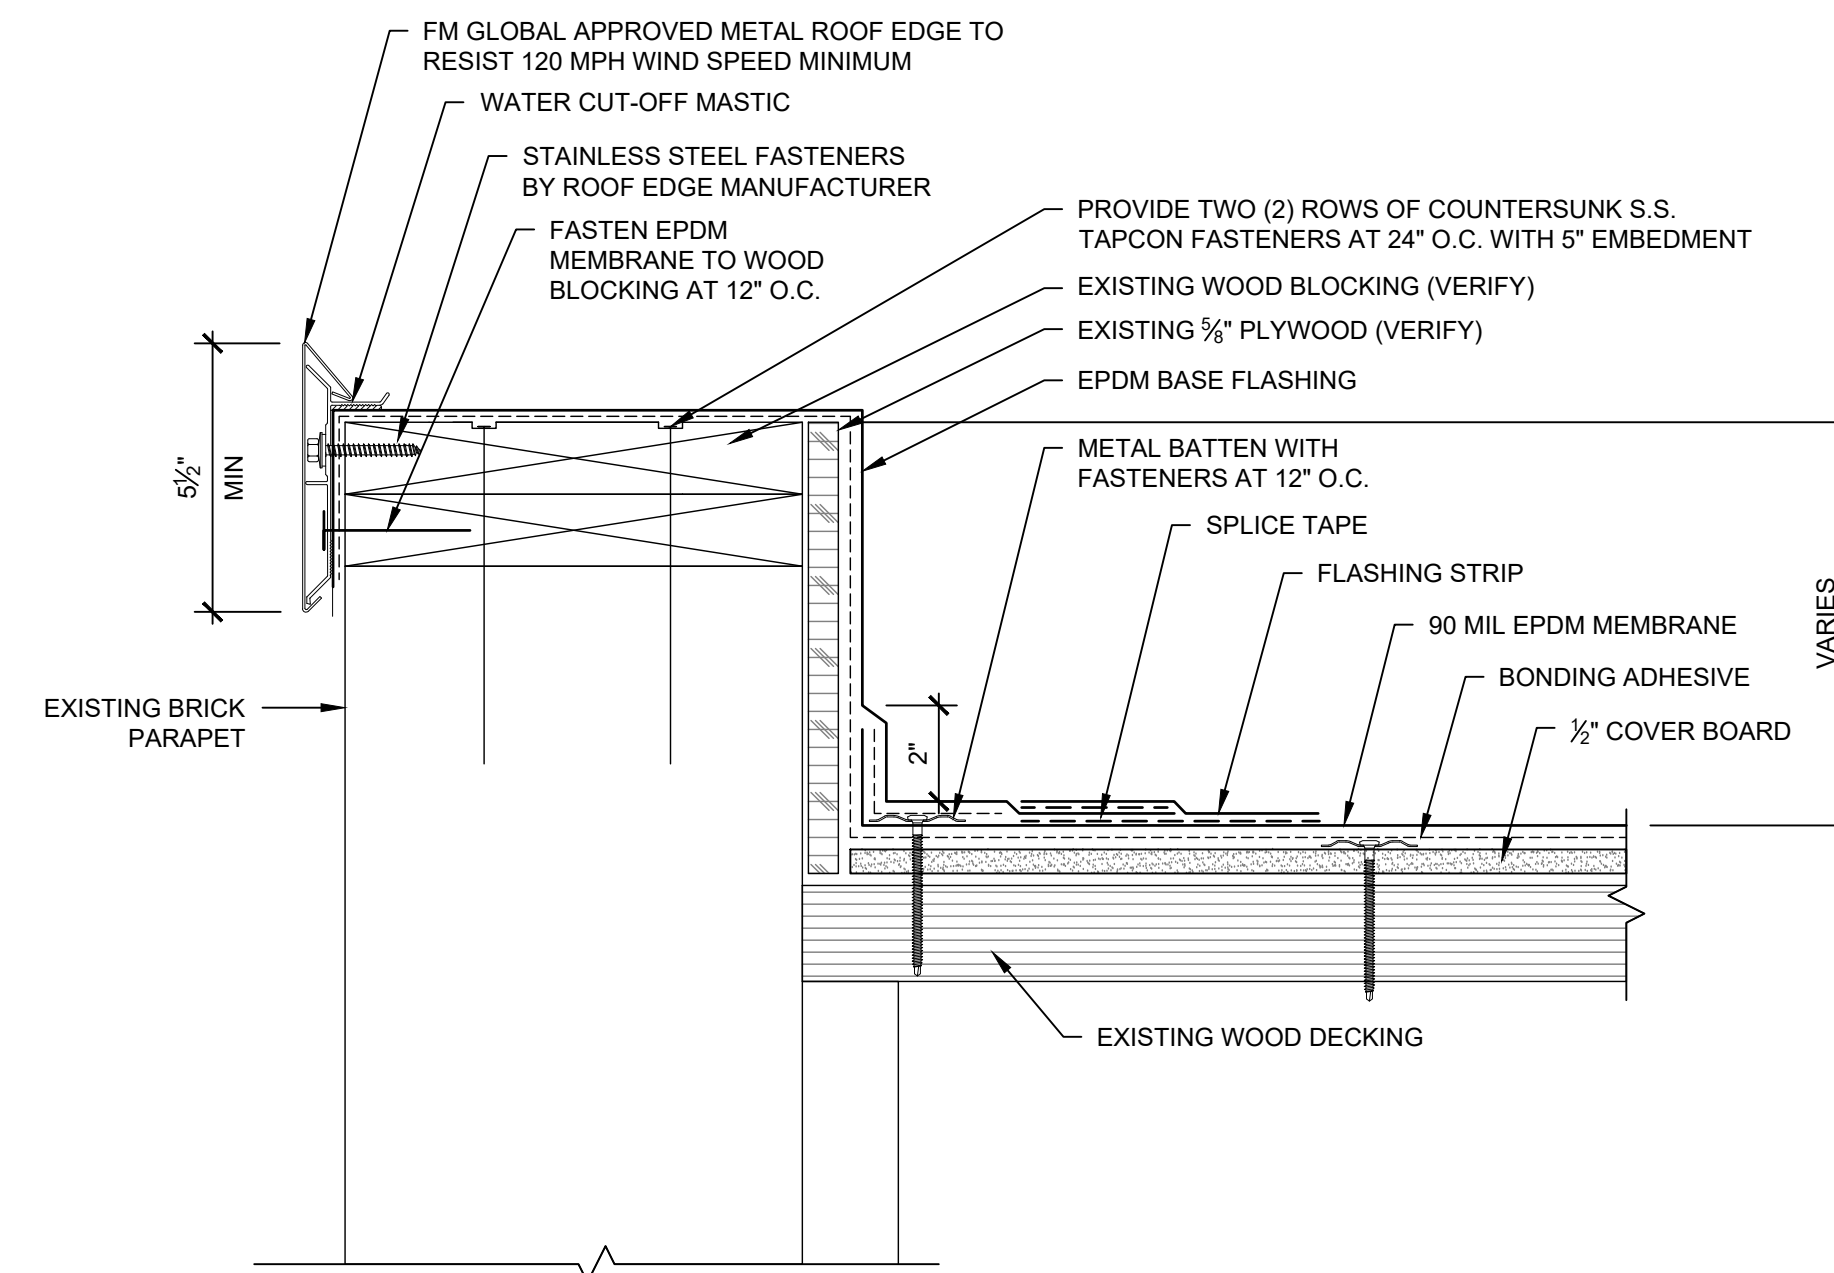 FM GLOBAL APPROVED METAL ROOF EDGE TO
RESIST 120 MPH WIND SPEED MINIMUM
WATER CUT-OFF MASTIC
STAINLESS STEEL FASTENERS
BY ROOF EDGE MANUFACTURER
FASTEN EPDM
MEMBRANE TO WOOD
BLOCKING AT 12" O.C.
PROVIDE TWO (2) ROWS OF COUNTERSUNK S.S.
TAPCON FASTENERS AT 24" O.C. WITH 5" EMBEDMENT
EXISTING WOOD BLOCKING (VERIFY)
EXISTING ⅝" PLYWOOD (VERIFY)
EPDM BASE FLASHING
METAL BATTEN WITH
FASTENERS AT 12" O.C.
SPLICE TAPE
FLASHING STRIP
90 MIL EPDM MEMBRANE
BONDING ADHESIVE
½" COVER BOARD
5½"
MIN
EXISTING BRICK
PARAPET
2"
VARIES
EXISTING WOOD DECKING